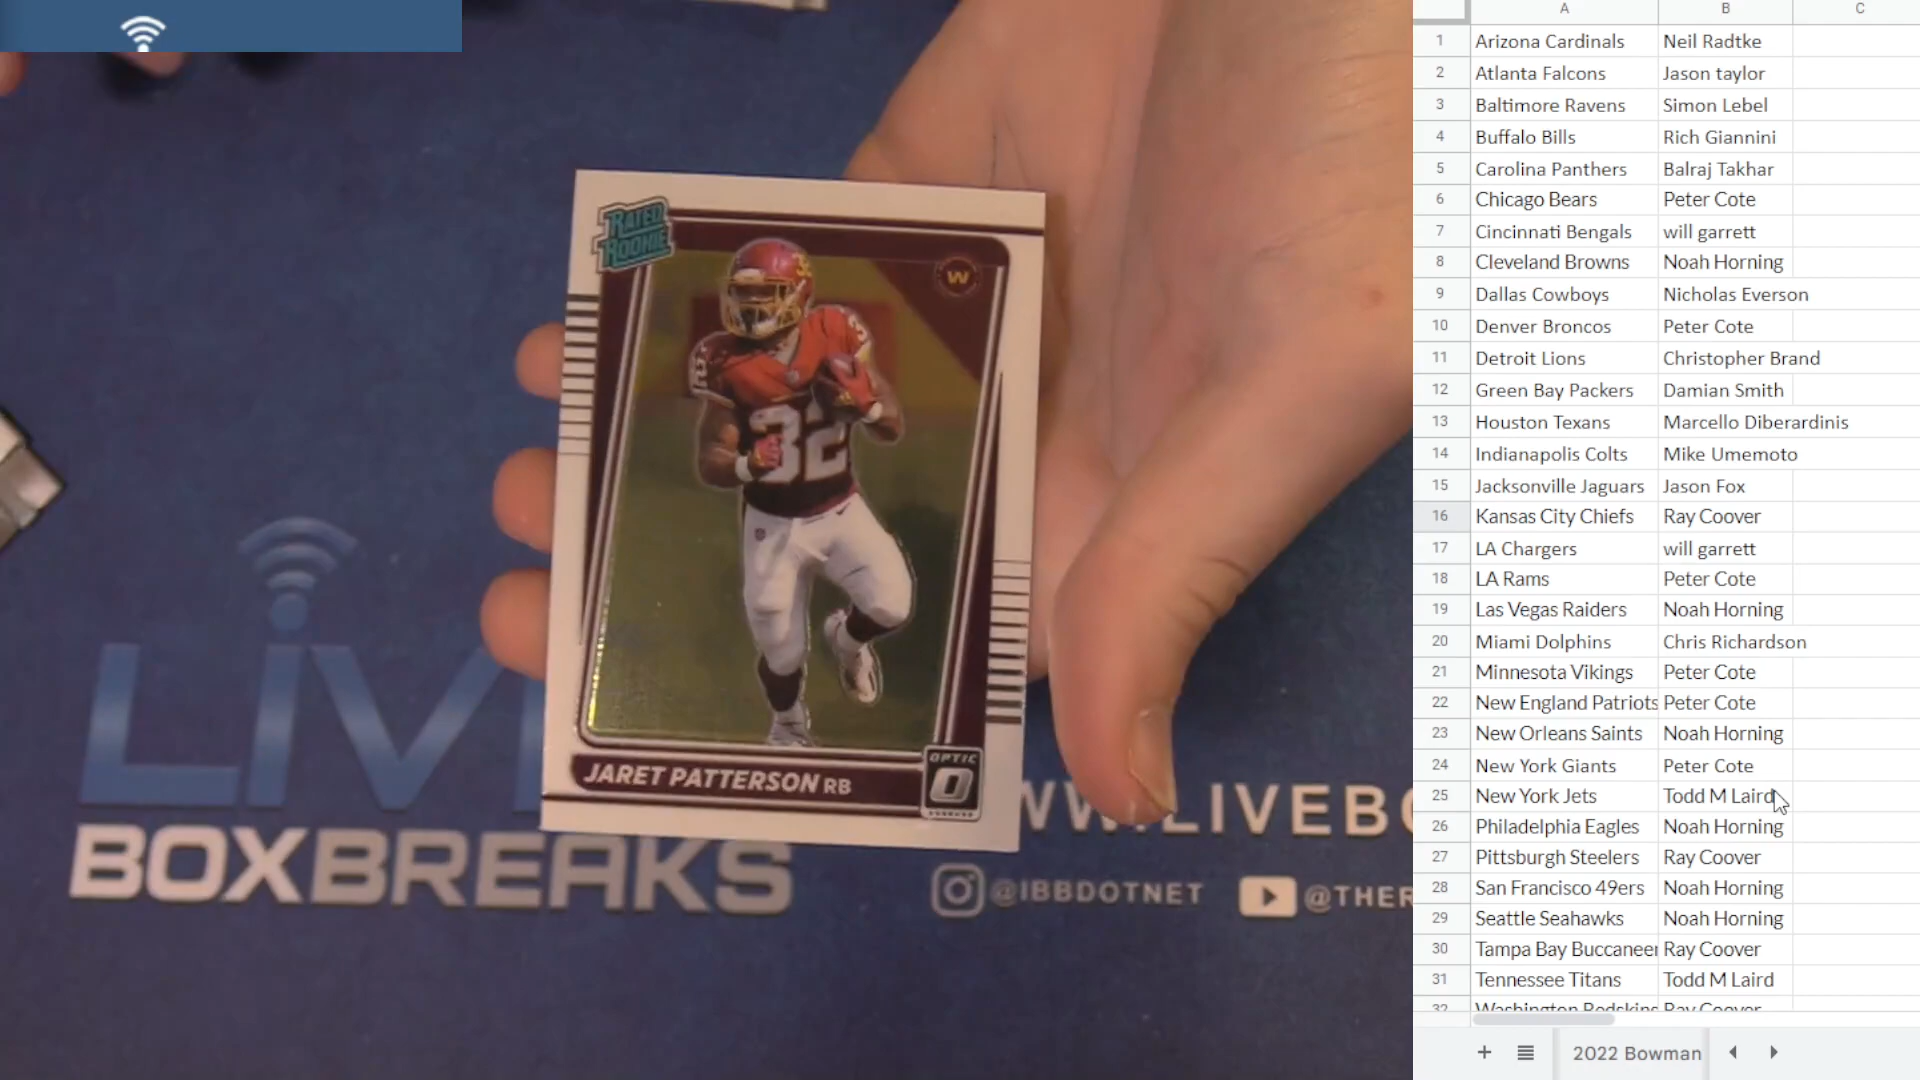 RATED
ROOKIE
W
32
JARET PATTERSON RB
OPTIC
LIV
BOXBREAKS
WW.LIVEB
@IBBDOTNET
@THER
A B C
1 Arizona Cardinals Neil Radtke
2 Atlanta Falcons Jason taylor
3 Baltimore Ravens Simon Lebel
4 Buffalo Bills Rich Giannini
5 Carolina Panthers Balraj Takhar
6 Chicago Bears Peter Cote
7 Cincinnati Bengals will garrett
8 Cleveland Browns Noah Horning
9 Dallas Cowboys Nicholas Everson
10 Denver Broncos Peter Cote
11 Detroit Lions Christopher Brand
12 Green Bay Packers Damian Smith
13 Houston Texans Marcello Diberardinis
14 Indianapolis Colts Mike Umemoto
15 Jacksonville Jaguars Jason Fox
16 Kansas City Chiefs Ray Coover
17 LA Chargers will garrett
18 LA Rams Peter Cote
19 Las Vegas Raiders Noah Horning
20 Miami Dolphins Chris Richardson
21 Minnesota Vikings Peter Cote
22 New England Patriots Peter Cote
23 New Orleans Saints Noah Horning
24 New York Giants Peter Cote
25 New York Jets Todd M Laird
26 Philadelphia Eagles Noah Horning
27 Pittsburgh Steelers Ray Coover
28 San Francisco 49ers Noah Horning
29 Seattle Seahawks Noah Horning
30 Tampa Bay Buccaneer Ray Coover
31 Tennessee Titans Todd M Laird
32 Washington Redskins Ray Coover
2022 Bowman